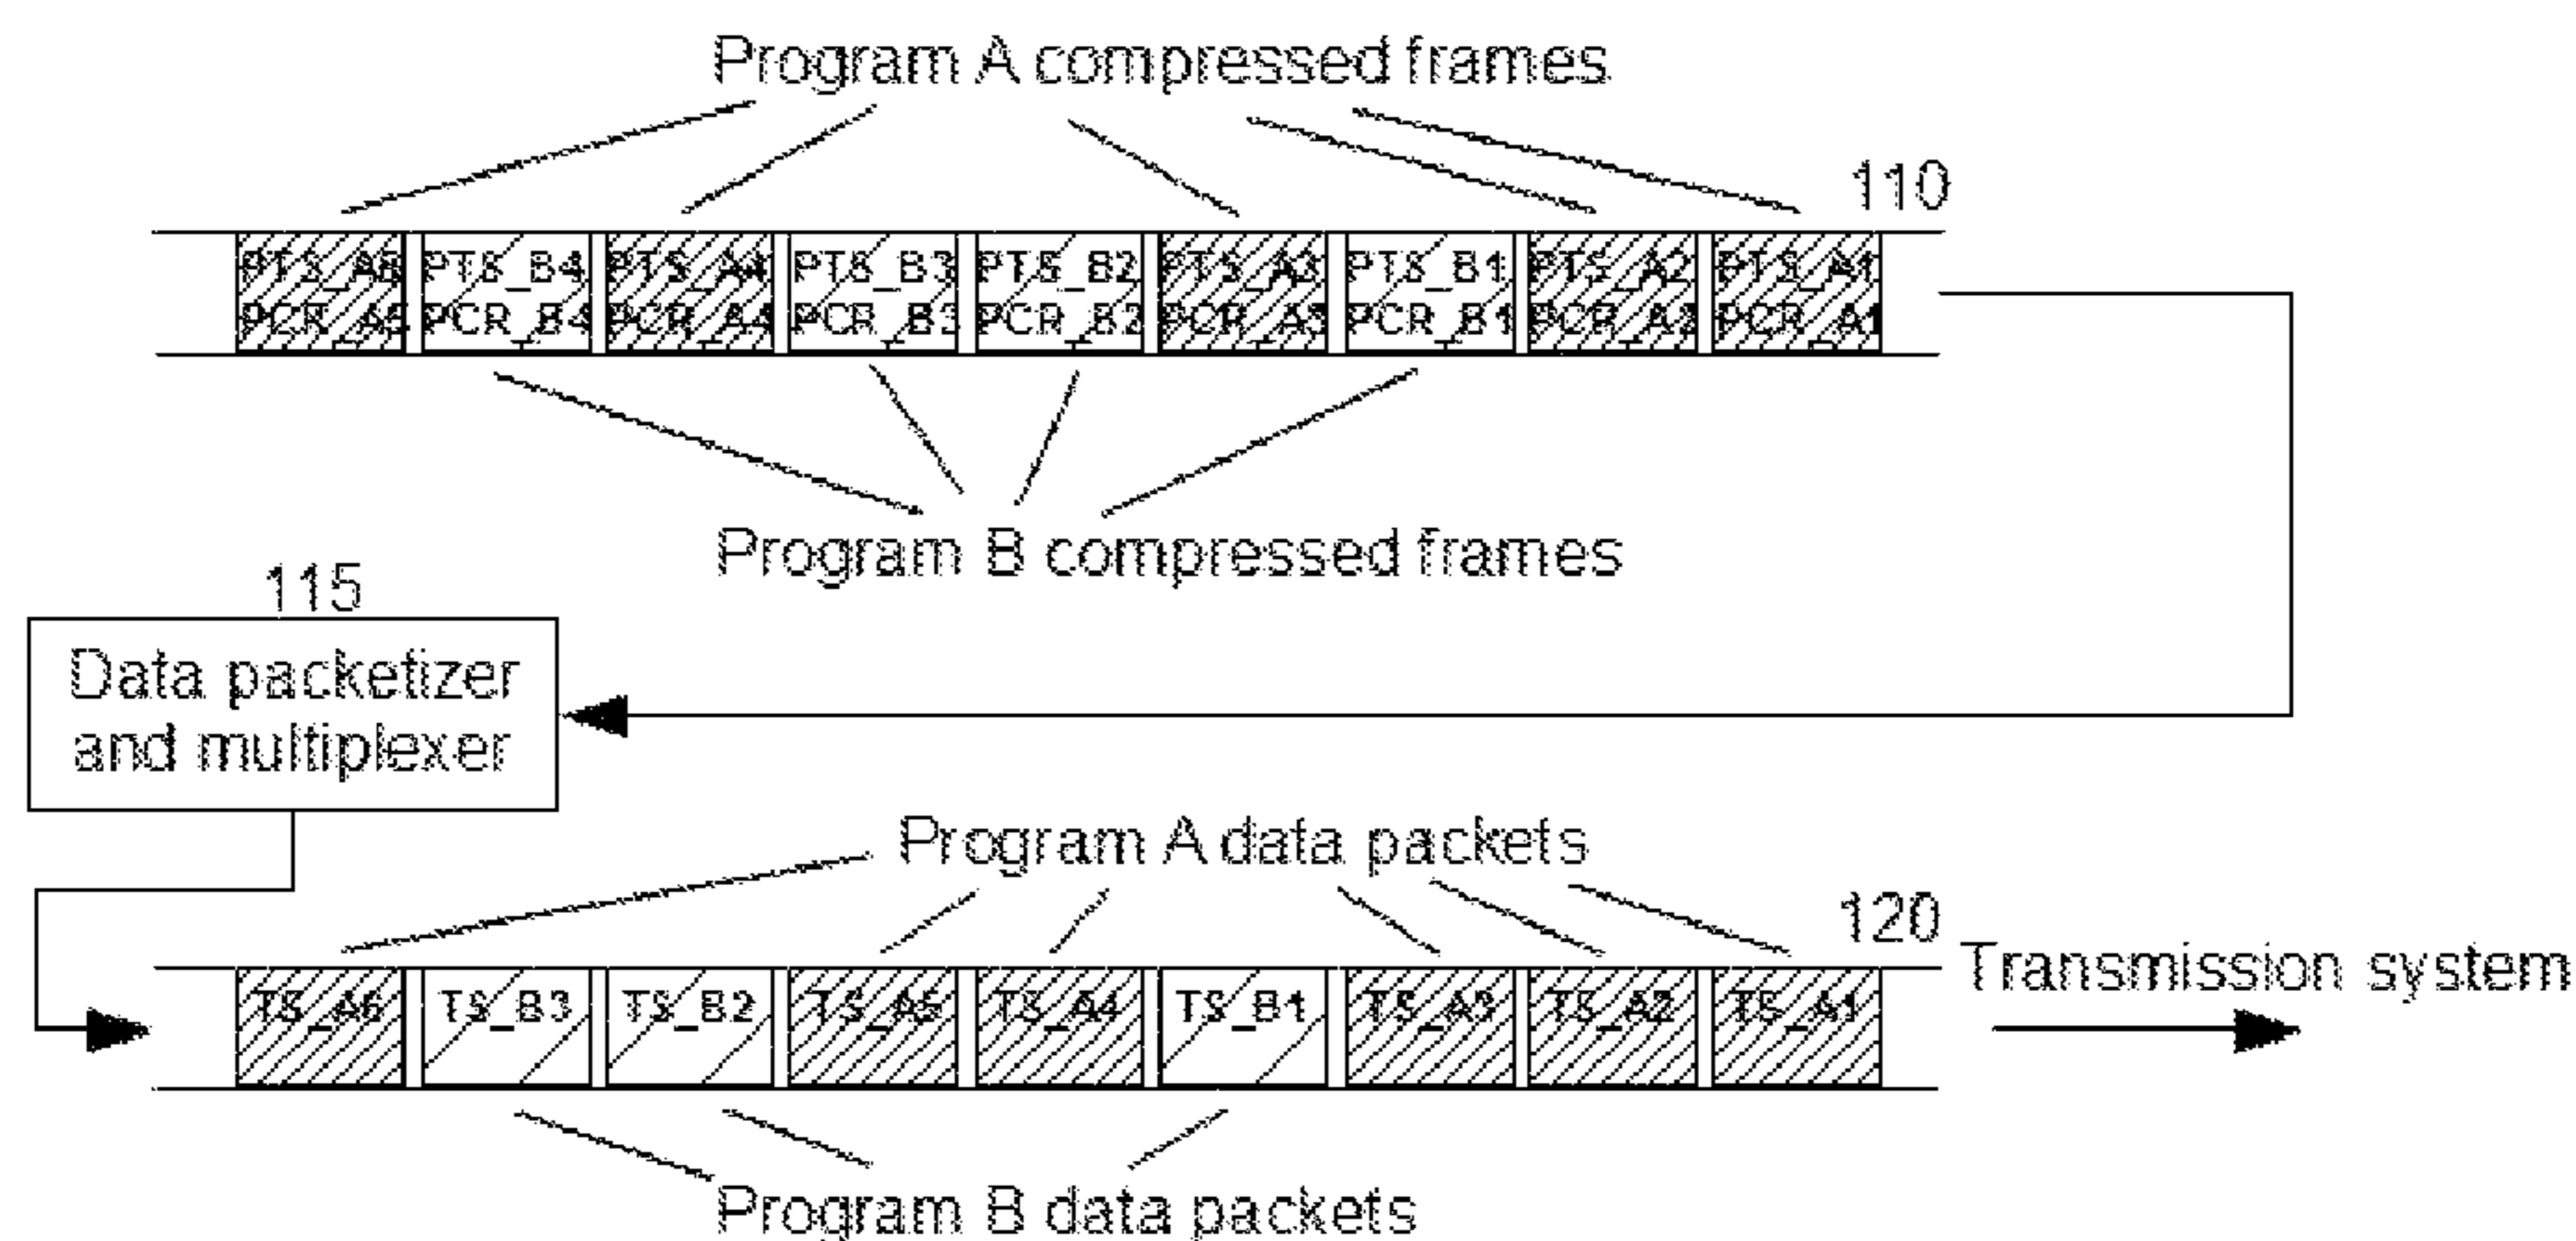 Program A compressed frames
110
PTS_A5 PTS_B4 PTS_A4 PTS_B3 PTS_B2 PTS_A3 PTS_B1 PTS_A2 PTS_A1
PCR_A5 PCR_B4 PCR_A4 PCR_B3 PCR_B2 PCR_A3 PCR_B1 PCR_A2 PCR_A1
Program B compressed frames
115
Data packetizer
and multiplexer
Program A data packets
120
Transmission system
TS_A6 TS_B3 TS_B2 TS_A5 TS_A4 TS_B1 TS_A3 TS_A2 TS_A1
Program B data packets